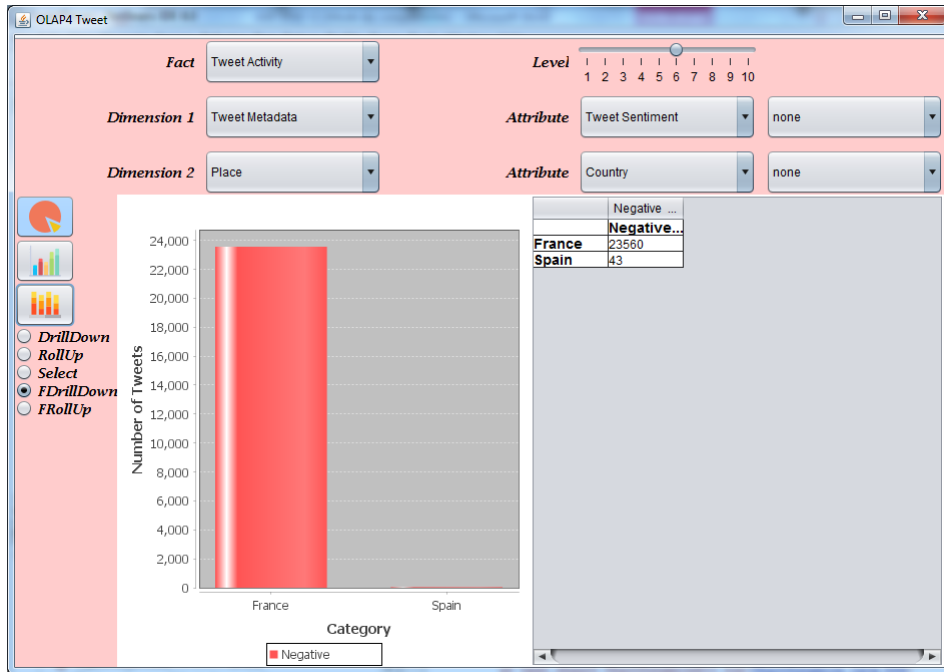 OLAP4 Tweet
Fact Tweet Activity Level
1 2 3 4 5 6 7 8 9 10
Dimension 1 Tweet Metadata Attribute Tweet Sentiment none
Dimension 2 Place Attribute Country none
DrillDown
RollUp
Select
FDrillDown
FRollUp
Number of Tweets
24,000
22,000
20,000
18,000
16,000
14,000
12,000
10,000
8,000
6,000
4,000
2,000
0
France Spain
Category
Negative
Negative ...
Negative...
France 23560
Spain 43